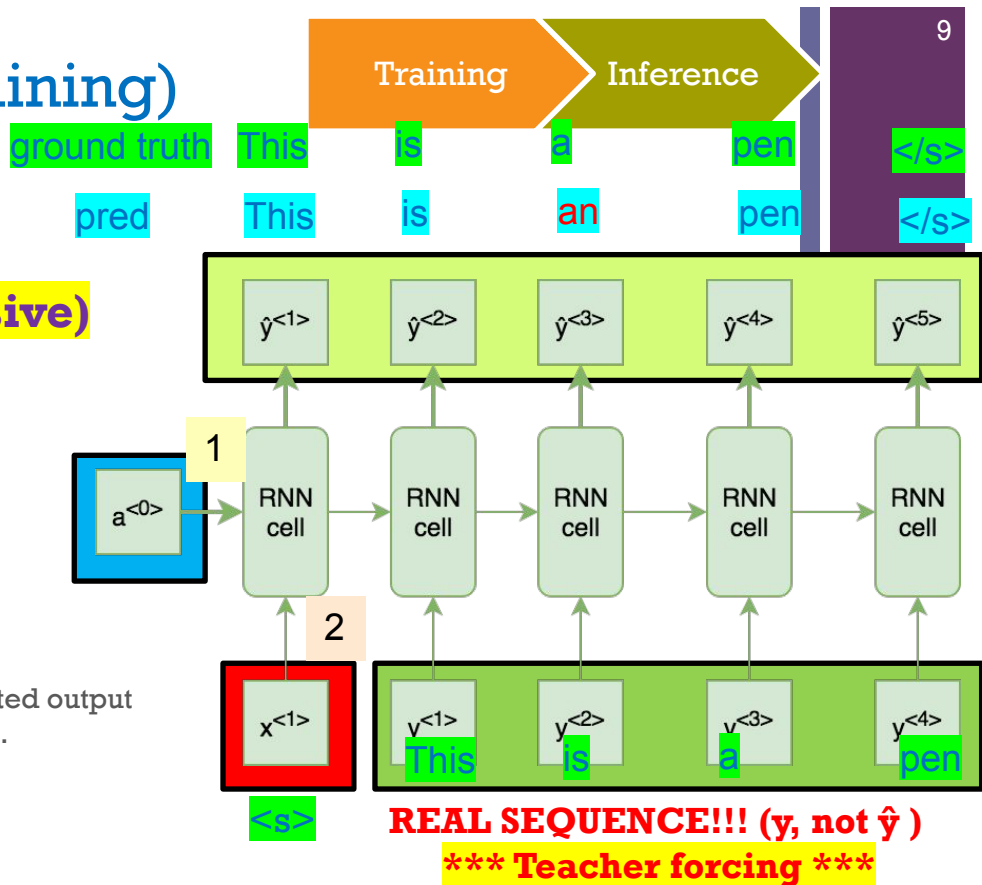 9
Training Inference
ining)
ground truth This is a pen </s>
pred This is an pen </s>
sive)
ŷ<1> ŷ<2> ŷ<3> ŷ<4> ŷ<5>
1
a<0> RNN cell RNN cell RNN cell RNN cell RNN cell
2
ted output
.
x<1> y<1> y<2> y<3> y<4>
This is a pen
<s>
REAL SEQUENCE!!! (y, not ŷ )
*** Teacher forcing ***